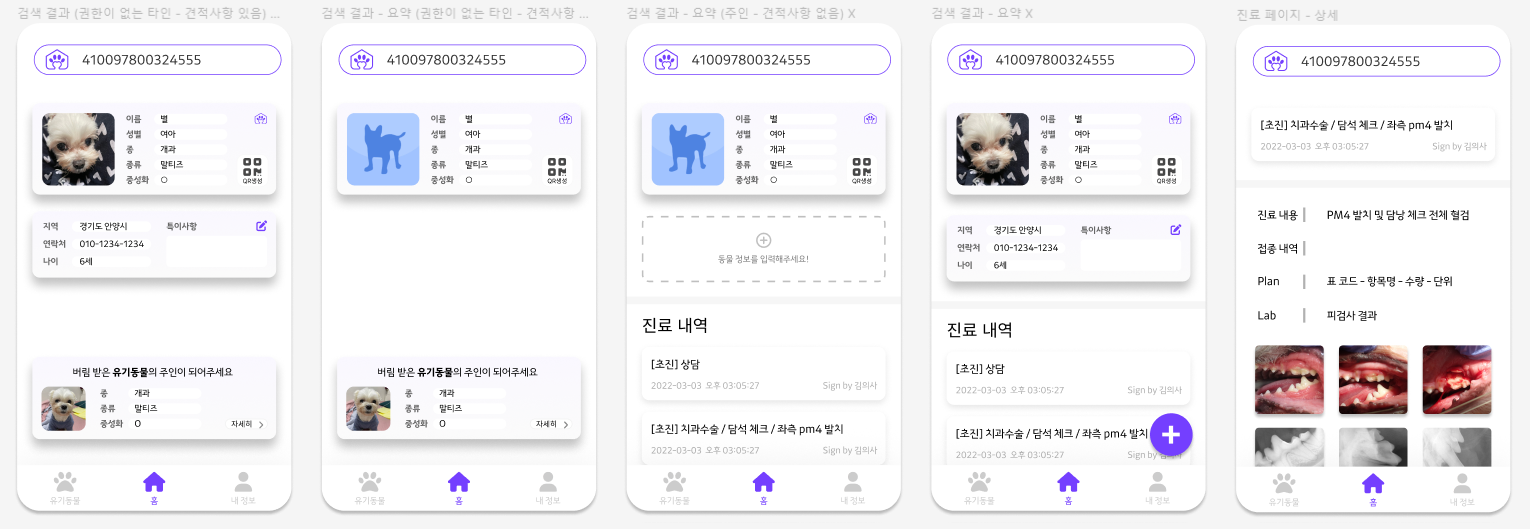 검색 결과 (권한이 없는 타인 - 견적사항 있음) ...
410097800324555
이름 별
성별 여아
종 개과
종류 말티즈
중성화 O
QR생성
지역 경기도 안양시
연락처 010-1234-1234
나이 6세
특이사항
버림 받은 유기동물의 주인이 되어주세요
종 개과
종류 말티즈
중성화 O
자세히
유기동물 홈 내 정보
검색 결과 - 요약 (권한이 없는 타인 - 견적사항 ...
410097800324555
이름 별
성별 여아
종 개과
종류 말티즈
중성화 O
QR생성
버림 받은 유기동물의 주인이 되어주세요
종 개과
종류 말티즈
중성화 O
자세히
유기동물 홈 내 정보
검색 결과 - 요약 (주인 - 견적사항 없음) X
410097800324555
이름 별
성별 여아
종 개과
종류 말티즈
중성화 O
QR생성
동물 정보를 입력해주세요!
진료 내역
[초진] 상담
2022-03-03 오후 03:05:27 Sign by 김의사
[초진] 치과수술 / 담석 체크 / 좌측 pm4 발치
2022-03-03 오후 03:05:27 Sign by 김의사
유기동물 홈 내 정보
검색 결과 - 요약 X
410097800324555
이름 별
성별 여아
종 개과
종류 말티즈
중성화 O
QR생성
지역 경기도 안양시
연락처 010-1234-1234
나이 6세
특이사항
진료 내역
[초진] 상담
2022-03-03 오후 03:05:27 Sign by 김의사
[초진] 치과수술 / 담석 체크 / 좌측 pm4 발치
2022-03-03 오후 03:05:27 Sign by 김의사
유기동물 홈 내 정보
진료 페이지 - 상세
410097800324555
[초진] 치과수술 / 담석 체크 / 좌측 pm4 발치
2022-03-03 오후 03:05:27 Sign by 김의사
진료 내용 PM4 발치 및 담낭 체크 전체 혈검
접종 내역
Plan 표 코드 - 항목명 - 수량 - 단위
Lab 피검사 결과
유기동물 홈 내 정보